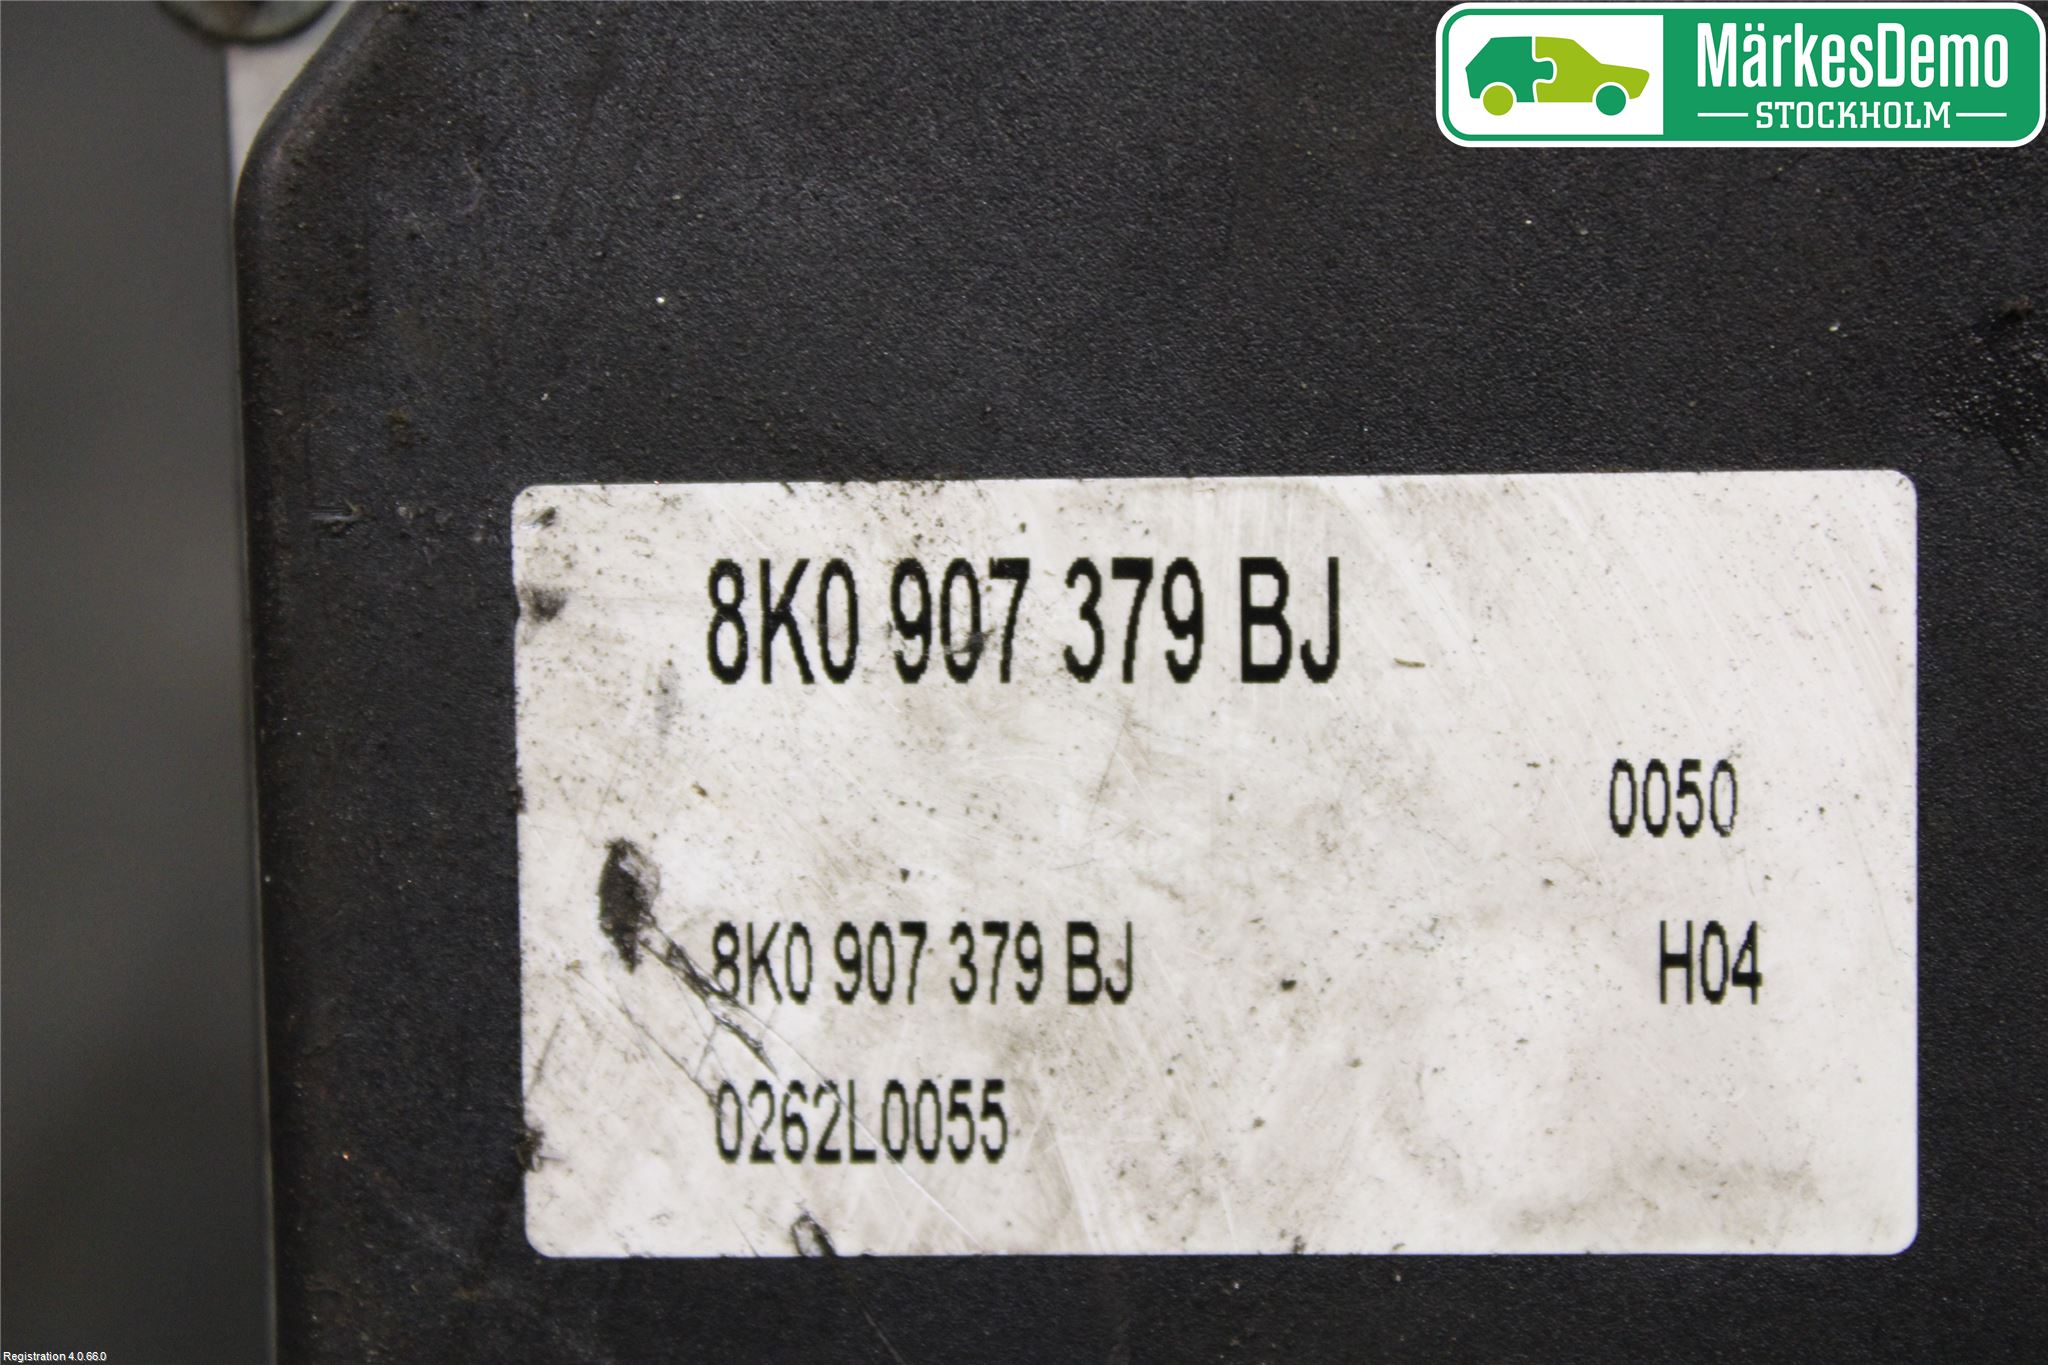 MärkesDemo
STOCKHOLM
8K0 907 379 BJ
0050
8K0 907 379 BJ H04
0262L0055
Registration 4.0.66.0